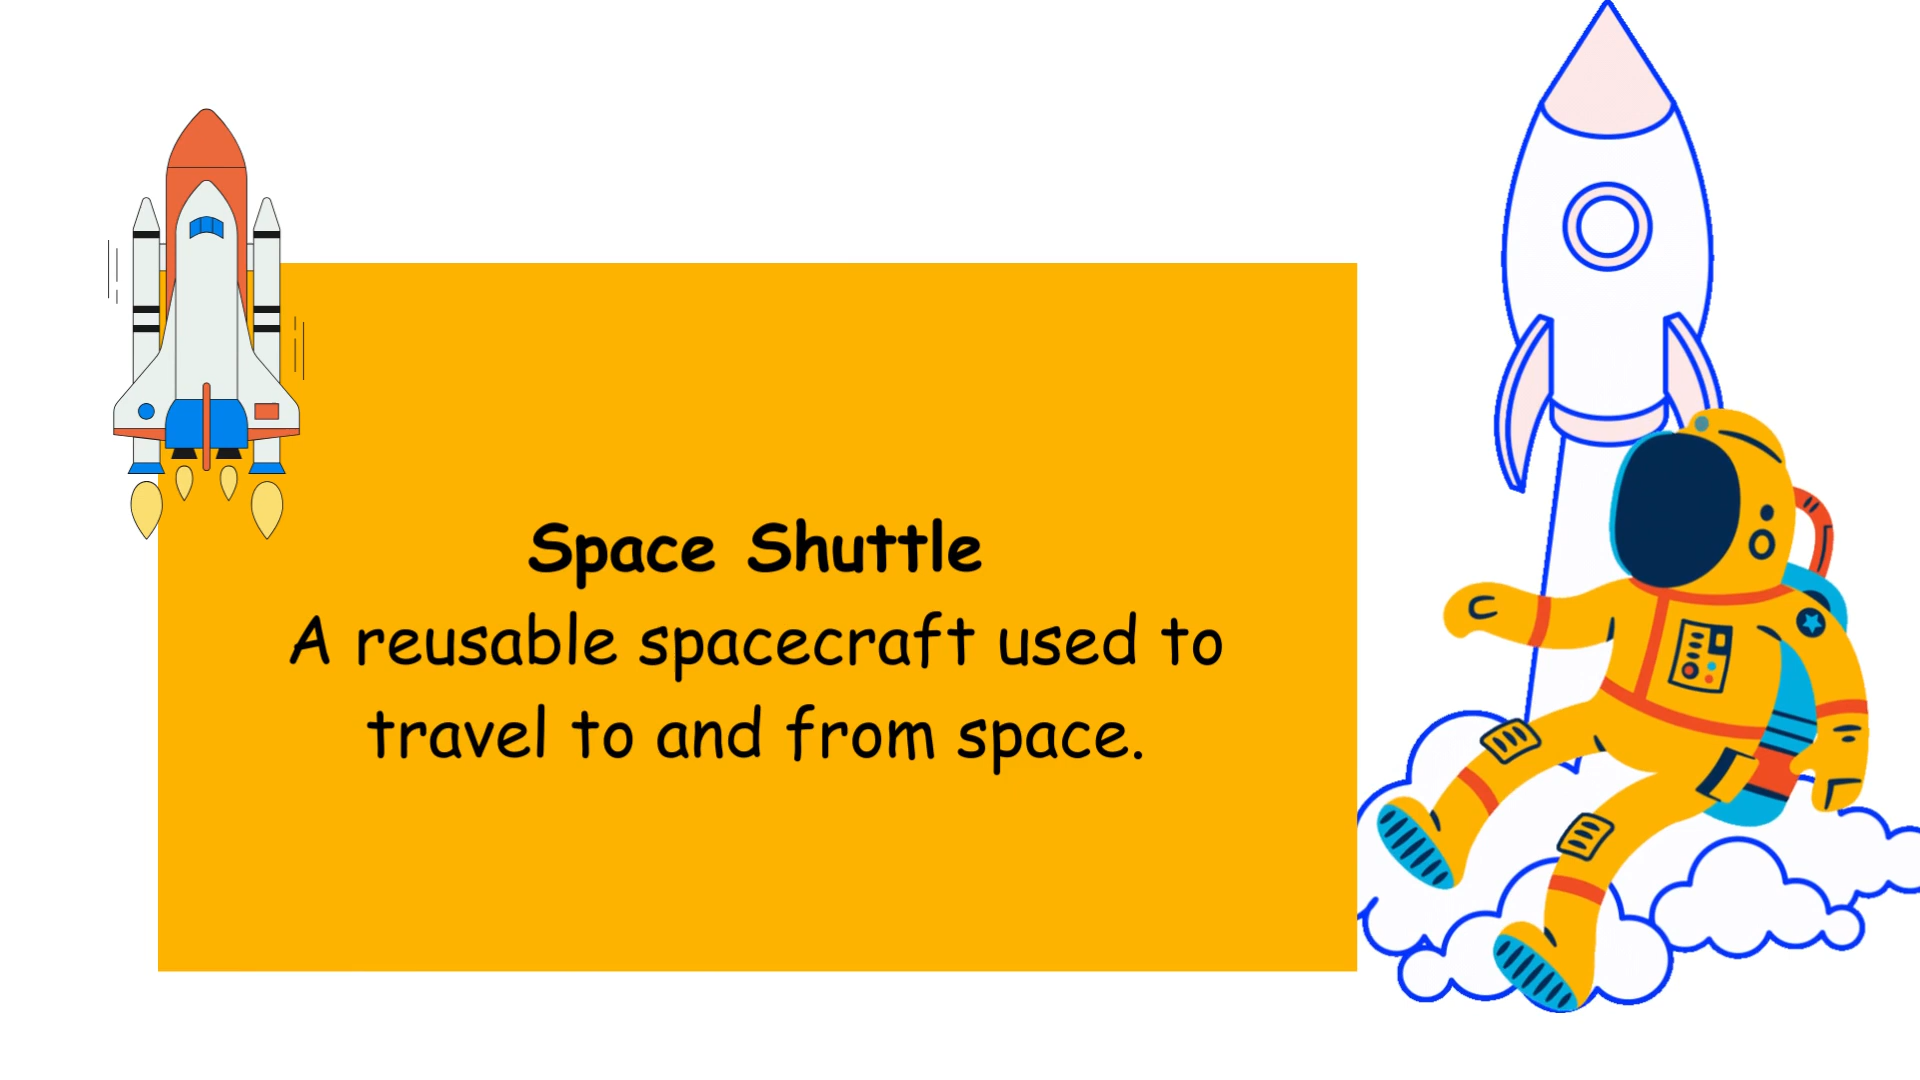 Space Shuttle
A reusable spacecraft used to
travel to and from space.